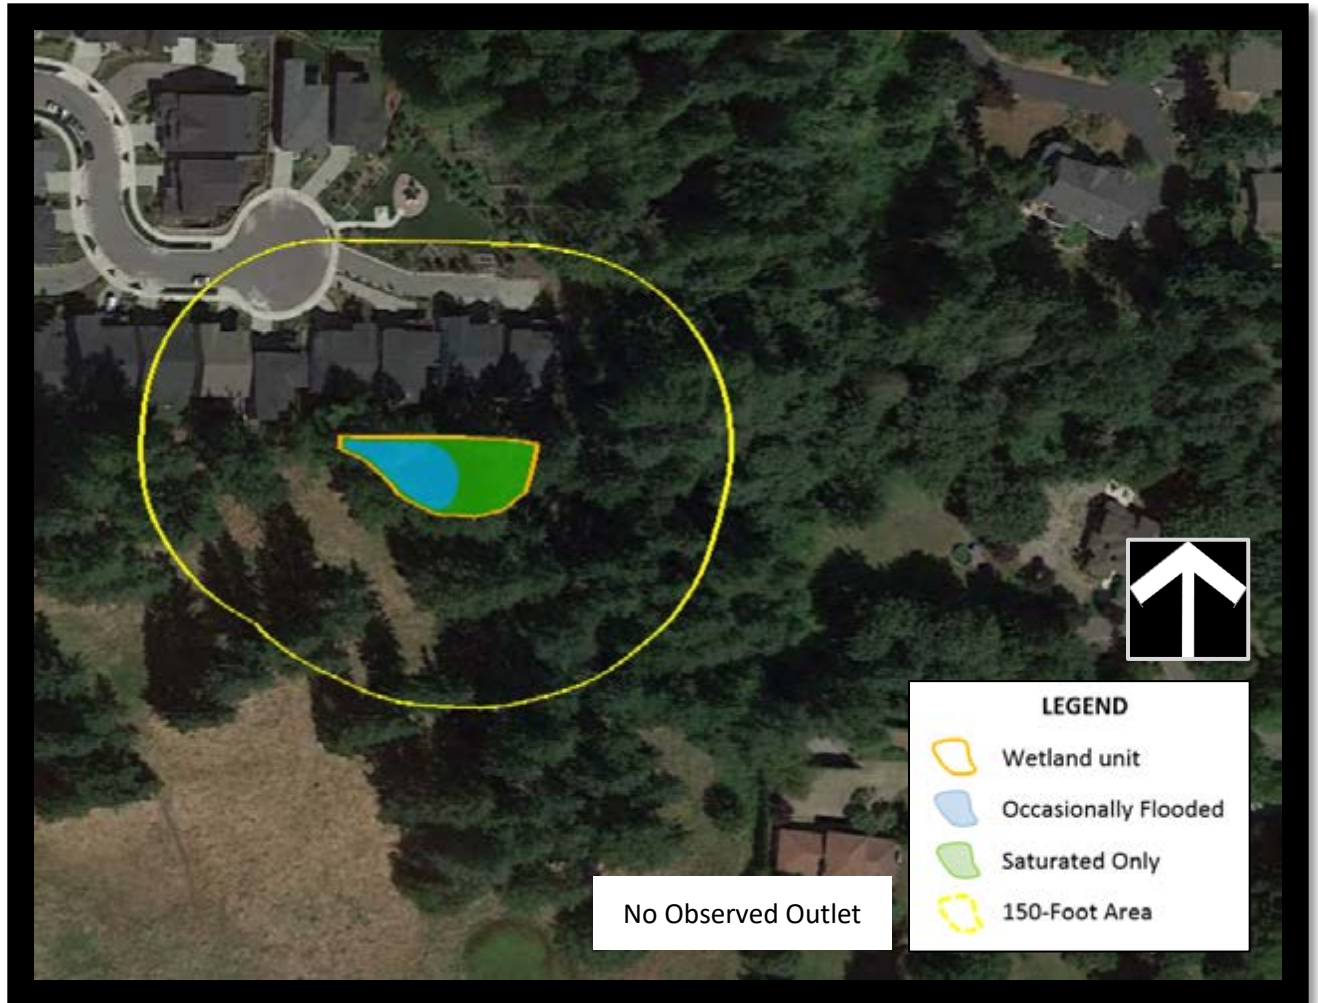 LEGEND
Wetland unit
Occasionally Flooded
Saturated Only
150-Foot Area
No Observed Outlet